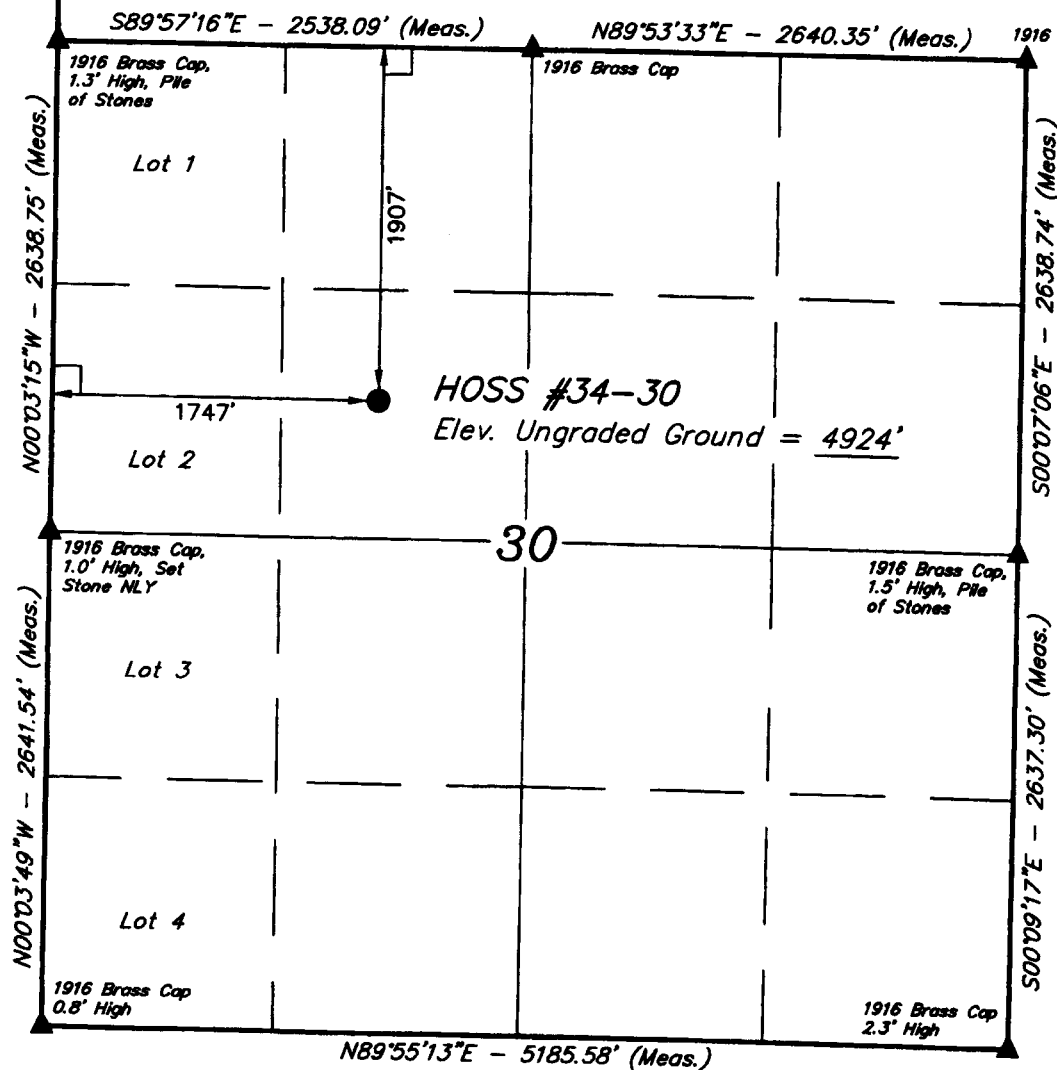 S89°57'16"E - 2538.09' (Meas.)
N89°53'33"E - 2640.35' (Meas.)
1916
1916 Brass Cap,
1.3' High, Pile
of Stones
1916 Brass Cap
N00°03'15"W - 2638.75' (Meas.)
Lot 1
1907'
S00°07'06"E - 2638.74' (Meas.)
1747'
HOSS #34-30
Elev. Ungraded Ground = 4924'
Lot 2
30
1916 Brass Cap,
1.0' High, Set
Stone NLY
1916 Brass Cap,
1.5' High, Pile
of Stones
N00°03'49"W - 2641.54' (Meas.)
Lot 3
S00°09'17"E - 2637.30' (Meas.)
Lot 4
1916 Brass Cap
0.8' High
1916 Brass Cap
2.3' High
N89°55'13"E - 5185.58' (Meas.)